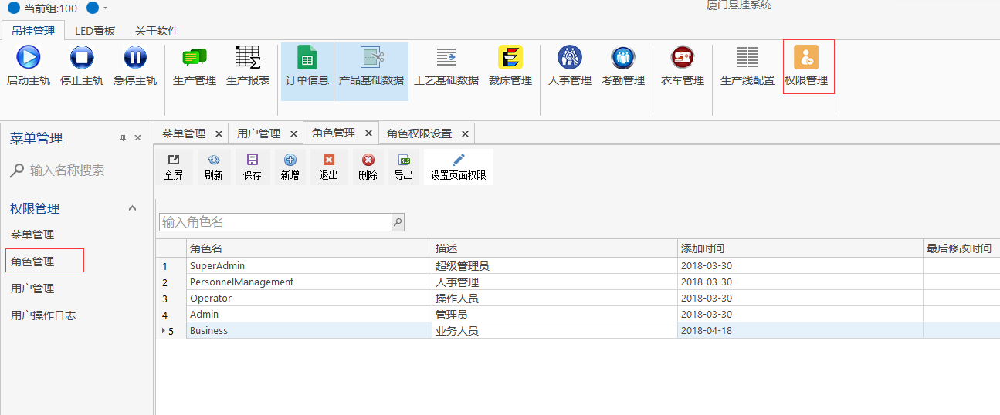 当前组:100
厦门悬挂系统
吊挂管理 LED看板 关于软件
启动主轨 停止主轨 急停主轨 生产管理 生产报表 订单信息 产品基础数据 工艺基础数据 裁床管理 人事管理 考勤管理 衣车管理 生产线配置 权限管理
菜单管理
输入名称搜索
权限管理
菜单管理
角色管理
用户管理
用户操作日志
菜单管理 用户管理 角色管理 角色权限设置
全屏 刷新 保存 新增 退出 删除 导出 设置页面权限
输入角色名
角色名 描述 添加时间 最后修改时间
1 SuperAdmin 超级管理员 2018-03-30
2 PersonnelManagement 人事管理 2018-03-30
3 Operator 操作人员 2018-03-30
4 Admin 管理员 2018-03-30
5 Business 业务人员 2018-04-18